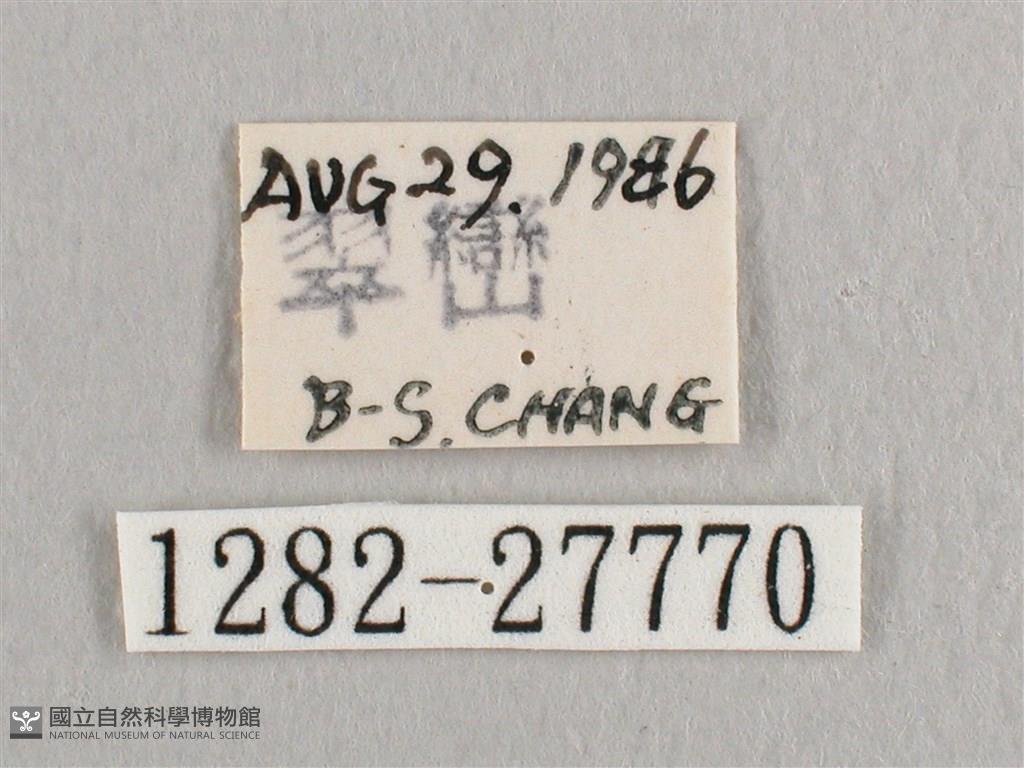 AUG 29. 1986
翠巒
B-S. CHANG
1282-27770
國立自然科學博物館
NATIONAL MUSEUM OF NATURAL SCIENCE